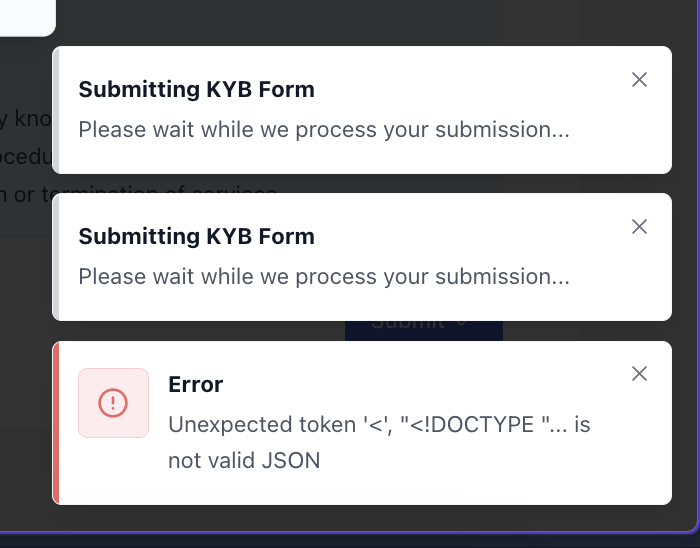 Submitting KYB Form
Please wait while we process your submission...
y kno
ocedu
n or termination of services
Submitting KYB Form
Please wait while we process your submission...
Submit
Error
Unexpected token '<', "<!DOCTYPE "... is
not valid JSON